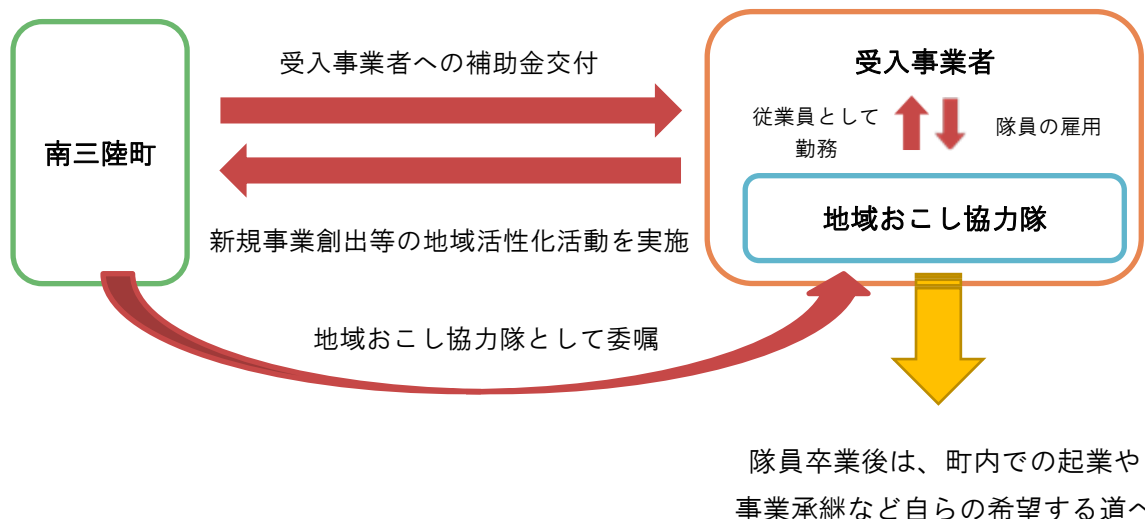 受入事業者への補助金交付
南三陸町
新規事業創出等の地域活性化活動を実施
地域おこし協力隊として委嘱
受入事業者
従業員として
勤務
隊員の雇用
地域おこし協力隊
隊員卒業後は、町内での起業や
事業承継など自らの希望する道へ